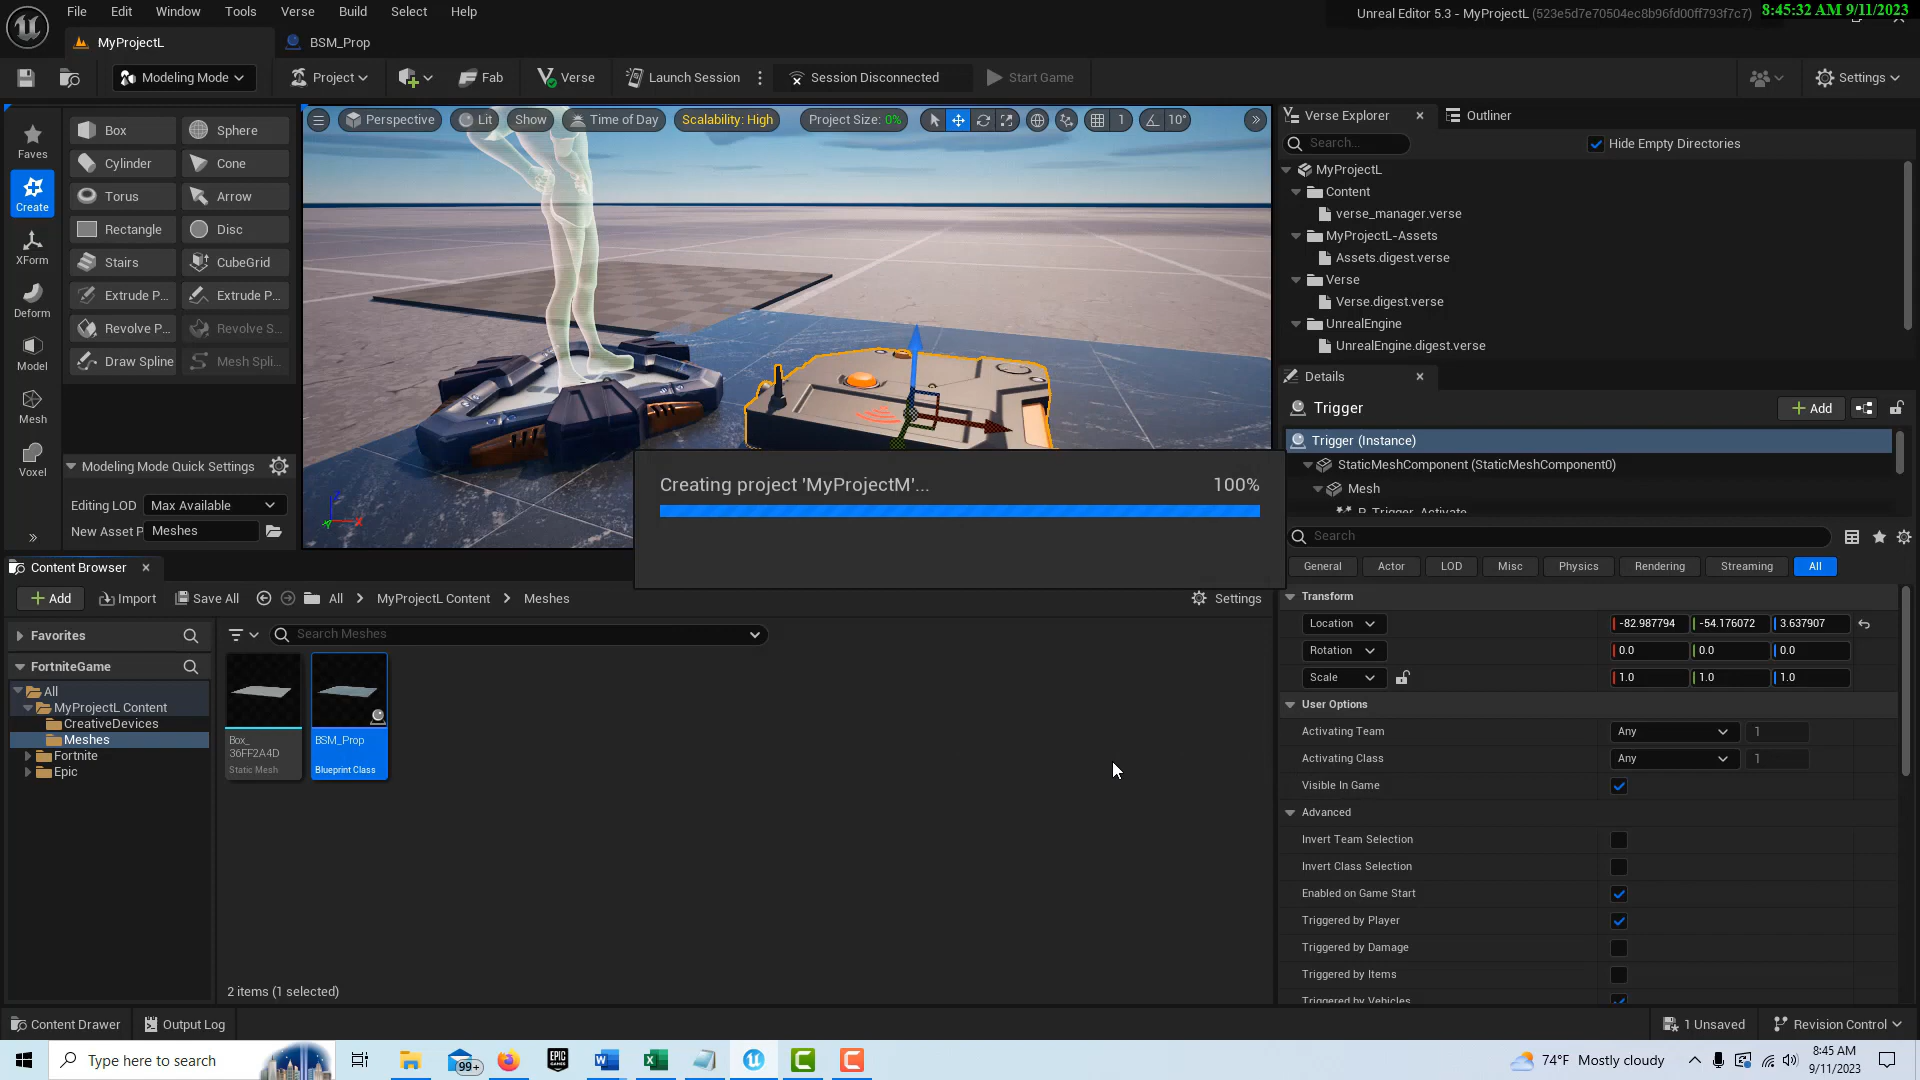 File Edit Window Tools Verse Build Select Help
Unreal Editor 5.3 - MyProjectL (523e5d7e70504ec8b96fd00ff793f7c7)
8:45:32 AM 9/11/2023
MyProjectL
BSM_Prop
Modeling Mode
Project
Fab
Verse
Launch Session
Session Disconnected
Start Game
Settings
Faves
Create
XForm
Deform
Model
Mesh
Voxel
Box Sphere
Cylinder Cone
Torus Arrow
Rectangle Disc
Stairs CubeGrid
Extrude P... Extrude P...
Revolve P... Revolve S...
Draw Spline Mesh Spli...
Modeling Mode Quick Settings
Editing LOD Max Available
New Asset P Meshes
Perspective Lit Show Time of Day Scalability: High Project Size: 0% 1 10°
Creating project 'MyProjectM'... 100%
Verse Explorer
Outliner
Search...
Hide Empty Directories
MyProjectL
Content
verse_manager.verse
MyProjectL-Assets
Assets.digest.verse
Verse
Verse.digest.verse
UnrealEngine
UnrealEngine.digest.verse
Details
Trigger
Add
Trigger (Instance)
StaticMeshComponent (StaticMeshComponent0)
Mesh
P_Trigger_Activate
Search
General Actor LOD Misc Physics Rendering Streaming All
Transform
Location -82.987794 -54.176072 3.637907
Rotation 0.0 0.0 0.0
Scale 1.0 1.0 1.0
User Options
Activating Team Any 1
Activating Class Any 1
Visible In Game
Advanced
Invert Team Selection
Invert Class Selection
Enabled on Game Start
Triggered by Player
Triggered by Damage
Triggered by Items
Triggered by Vehicles
Content Browser
Add Import Save All All MyProjectL Content Meshes Settings
Favorites
FortniteGame
All
MyProjectL Content
CreativeDevices
Meshes
Fortnite
Epic
Search Meshes
Box_
36FF2A4D
Static Mesh
BSM_Prop
Blueprint Class
2 items (1 selected)
Content Drawer
Output Log
1 Unsaved
Revision Control
Type here to search
99+
EPIC
GAMES
74°F Mostly cloudy
8:45 AM
9/11/2023